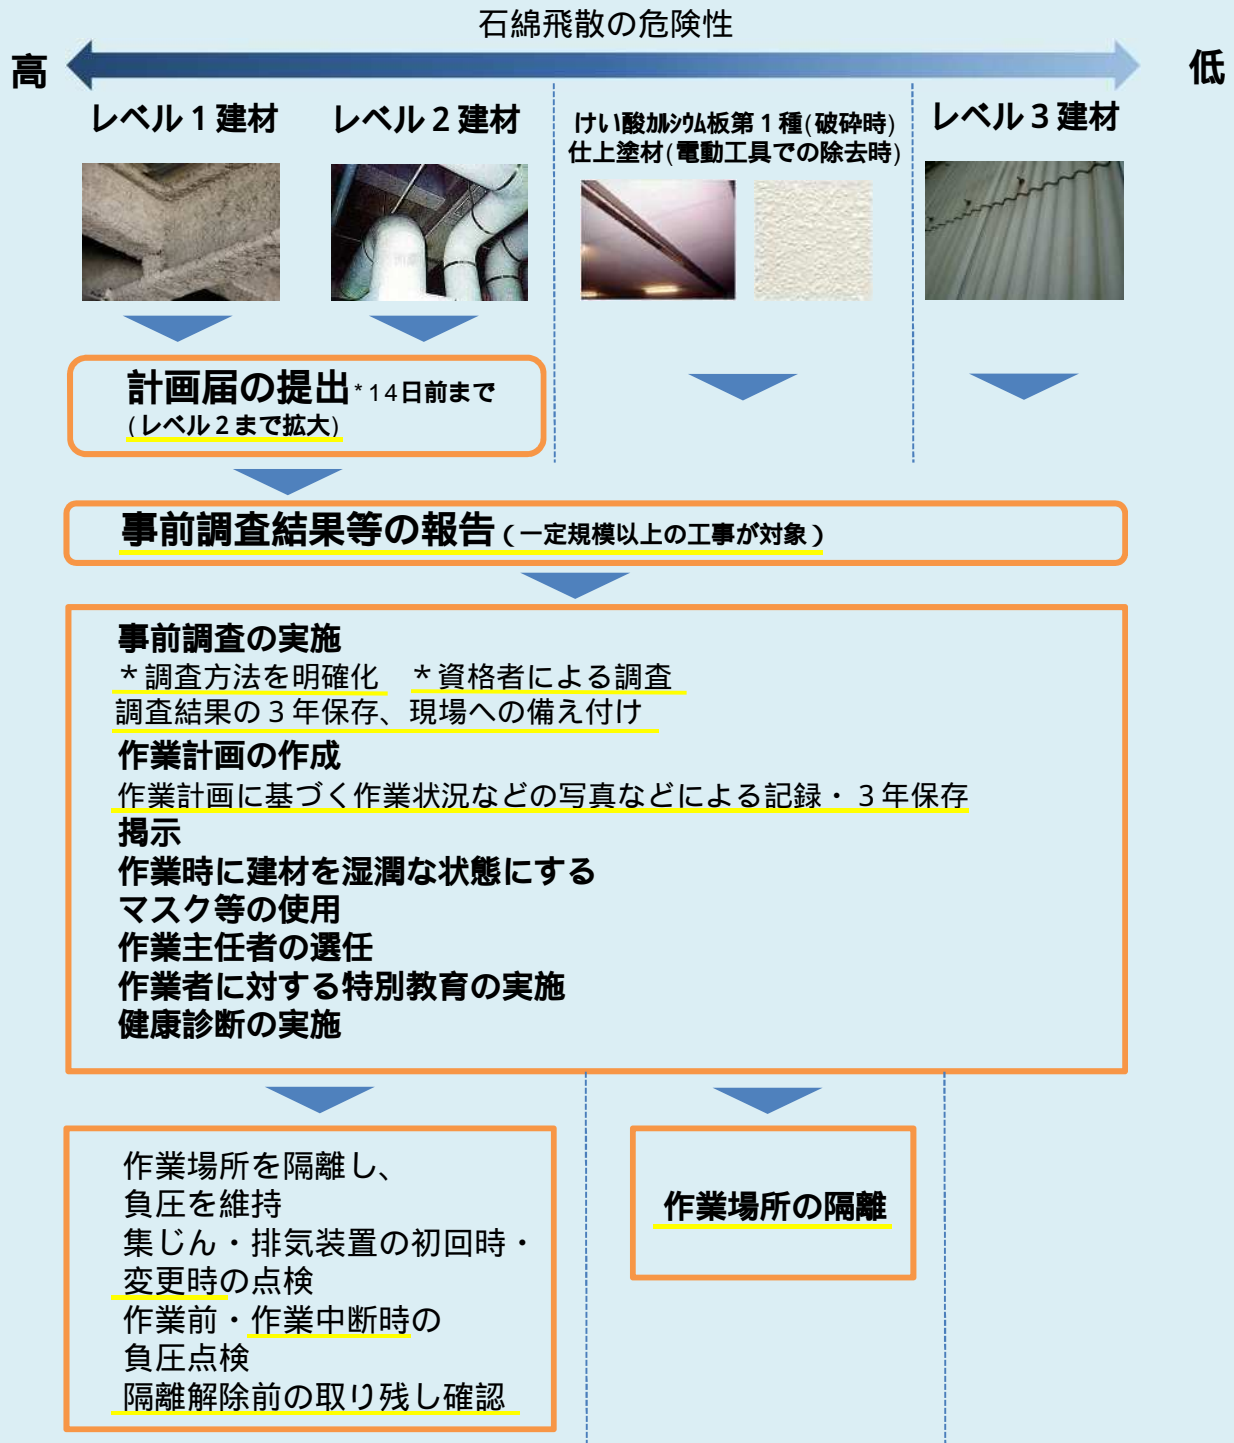 石綿飛散の危険性
高
低
レベル１建材
レベル２建材
けい酸ｶﾙｼｳﾑ板第１種(破砕時)
仕上塗材(電動工具での除去時)
レベル３建材
計画届の提出*14日前まで
(レベル２まで拡大)
事前調査結果等の報告(一定規模以上の工事が対象)
事前調査の実施
＊調査方法を明確化　＊資格者による調査
調査結果の３年保存、現場への備え付け
作業計画の作成
作業計画に基づく作業状況などの写真などによる記録・３年保存
掲示
作業時に建材を湿潤な状態にする
マスク等の使用
作業主任者の選任
作業者に対する特別教育の実施
健康診断の実施
作業場所を隔離し、
負圧を維持
集じん・排気装置の初回時・
変更時の点検
作業前・作業中断時の
負圧点検
隔離解除前の取り残し確認
作業場所の隔離